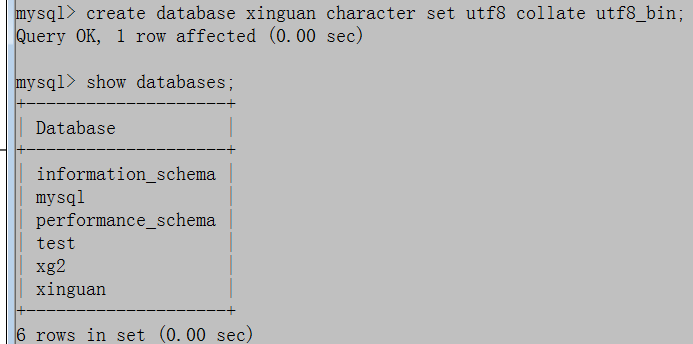 mysql> create database xinguan character set utf8 collate utf8_bin;
Query OK, 1 row affected (0.00 sec)
mysql> show databases;
+--------------------+
| Database           |
+--------------------+
| information_schema |
| mysql              |
| performance_schema |
| test               |
| xg2                |
| xinguan            |
+--------------------+
6 rows in set (0.00 sec)